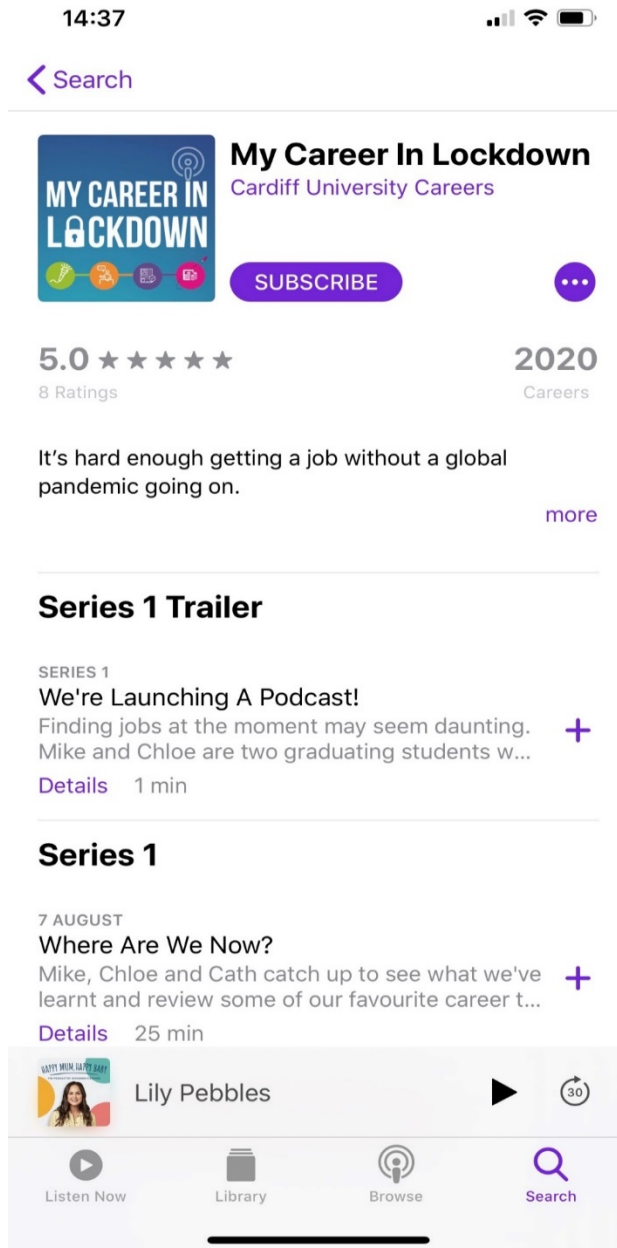 14:37
Search
MY CAREER IN
LOCKDOWN
My Career In Lockdown
Cardiff University Careers
SUBSCRIBE
5.0 ★★★★★
2020
8 Ratings
Careers
It's hard enough getting a job without a global
pandemic going on.
more
Series 1 Trailer
SERIES 1
We're Launching A Podcast!
Finding jobs at the moment may seem daunting.
Mike and Chloe are two graduating students w...
Details 1 min
Series 1
7 AUGUST
Where Are We Now?
Mike, Chloe and Cath catch up to see what we've
learnt and review some of our favourite career t...
Details 25 min
HAPPY MUM, HAPPY BABY
Lily Pebbles
30
Listen Now
Library
Browse
Search